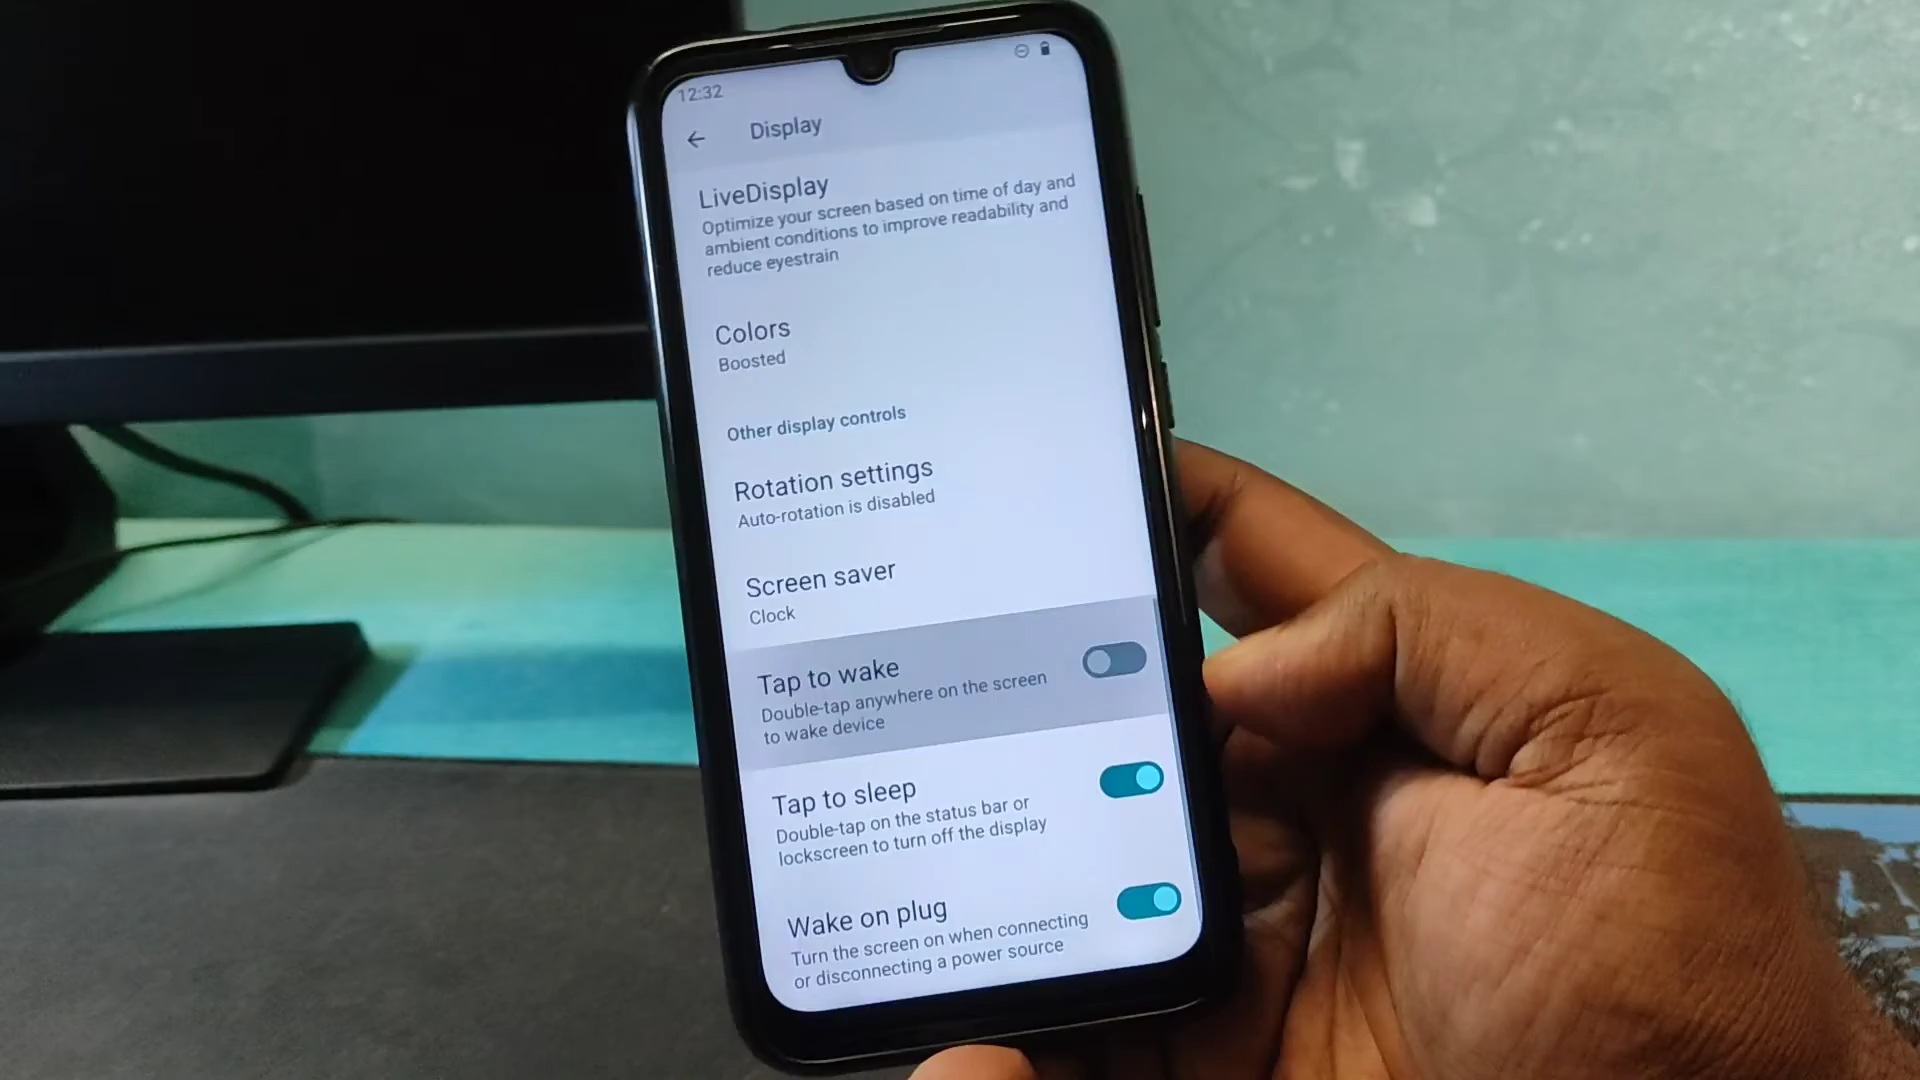 12:32
Display
LiveDisplay
Optimize your screen based on time of day and
ambient conditions to improve readability and
reduce eyestrain
Colors
Boosted
Other display controls
Rotation settings
Auto-rotation is disabled
Screen saver
Clock
Tap to wake
Double-tap anywhere on the screen
to wake device
Tap to sleep
Double-tap on the status bar or
lockscreen to turn off the display
Wake on plug
Turn the screen on when connecting
or disconnecting a power source